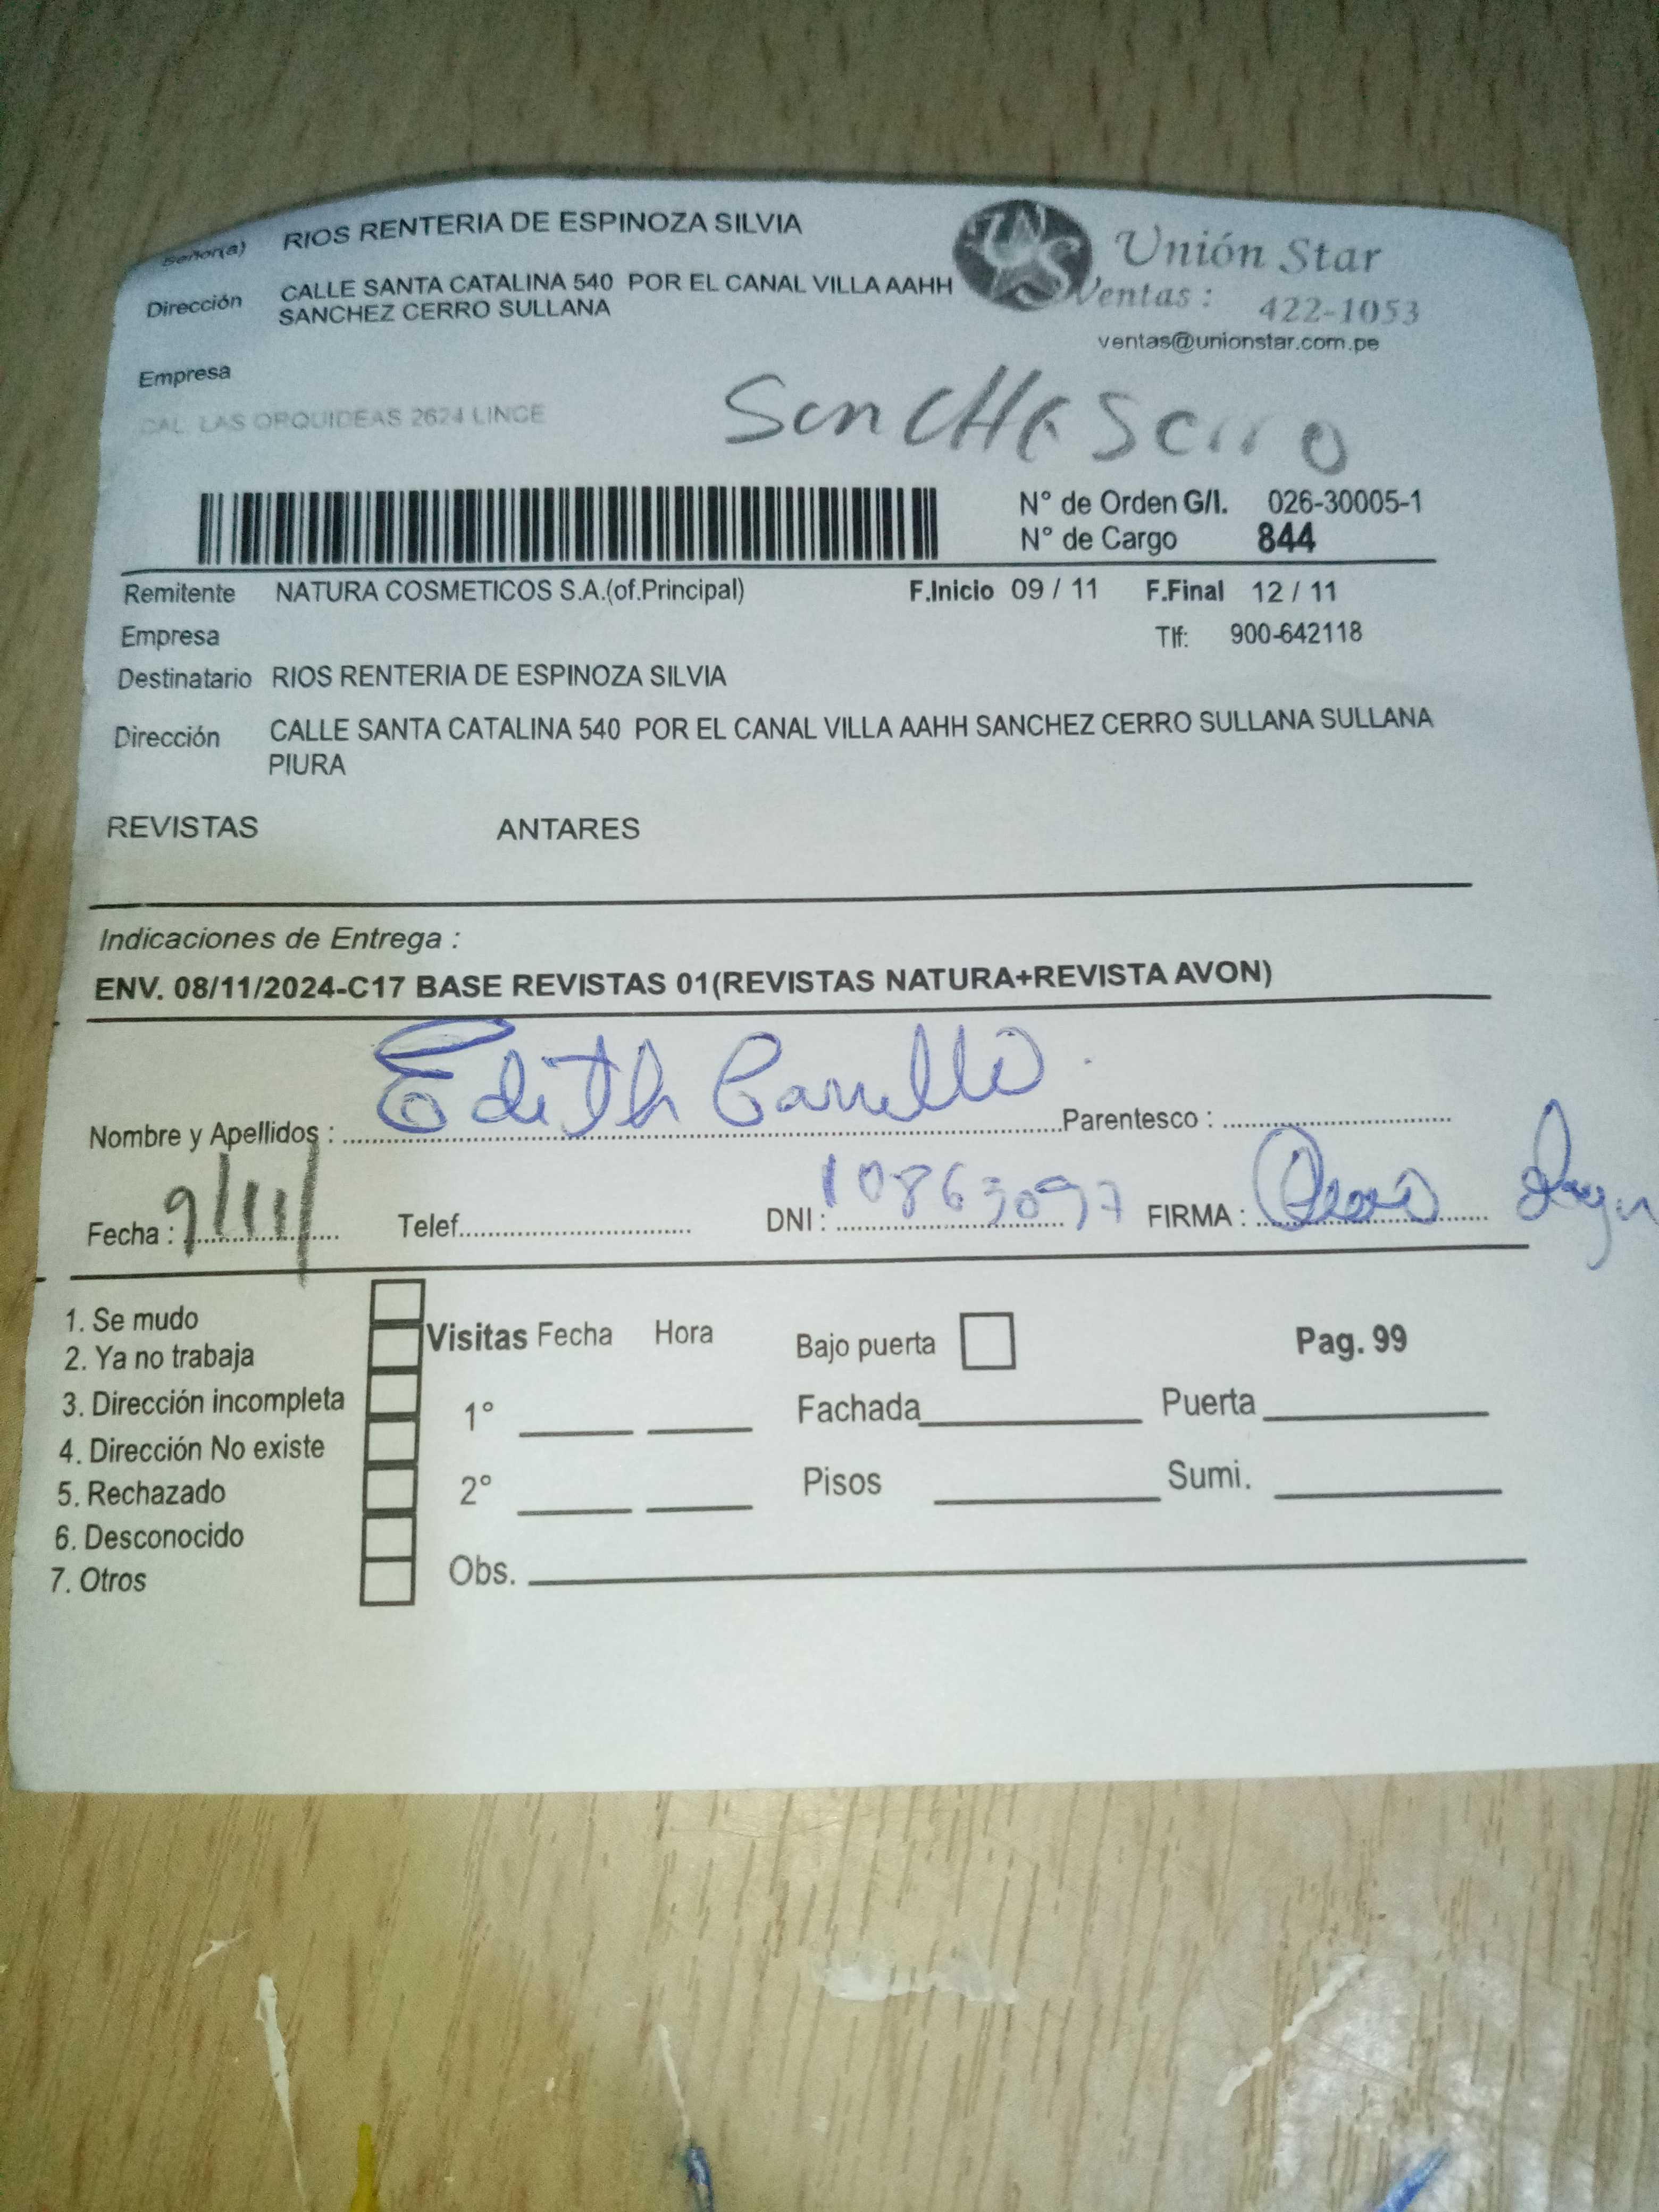 Señor(a) RIOS RENTERIA DE ESPINOZA SILVIA
Dirección CALLE SANTA CATALINA 540 POR EL CANAL VILLA AAHH
SANCHEZ CERRO SULLANA
Unión Star
Ventas : 422-1053
ventas@unionstar.com.pe
Empresa
CAL. LAS ORQUIDEAS 2624 LINCE
N° de Orden G/I. 026-30005-1
N° de Cargo 844
Remitente NATURA COSMETICOS S.A.(of.Principal) F.Inicio 09 / 11 F.Final 12 / 11
Empresa Tlf: 900-642118
Destinatario RIOS RENTERIA DE ESPINOZA SILVIA
Dirección CALLE SANTA CATALINA 540 POR EL CANAL VILLA AAHH SANCHEZ CERRO SULLANA SULLANA
PIURA
REVISTAS ANTARES
Indicaciones de Entrega :
ENV. 08/11/2024-C17 BASE REVISTAS 01(REVISTAS NATURA+REVISTA AVON)
Nombre y Apellidos : Edith Parentesco :
Fecha : 9/11/ Telef. DNI : 10863097 FIRMA :
1. Se mudo
2. Ya no trabaja
3. Dirección incompleta
4. Dirección No existe
5. Rechazado
6. Desconocido
7. Otros
Visitas Fecha Hora Bajo puerta Pag. 99
1° Fachada Puerta
2° Pisos Sumi.
Obs.